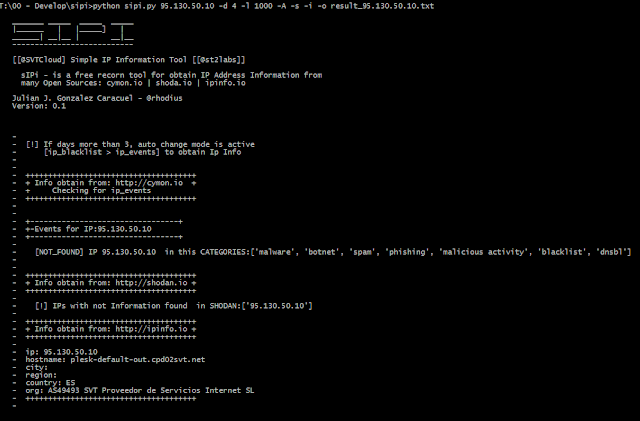 T:\00 - Develop\sipi>python sipi.py 95.130.50.10 -d 4 -l 1000 -A -s -i -o result_95.130.50.10.txt
SIPI
[[@SVTCloud] Simple IP Information Tool [[@st2labs]]
sIPi - is a free recorn tool for obtain IP Address Information from
many Open Sources: cymon.io | shoda.io | ipinfo.io
Julian J. Gonzalez Caracuel - @rhodius
Version: 0.1
-
- [!] If days more than 3, auto change mode is active
- [ip_blacklist > ip_events] to obtain Ip Info
-
-
- ++++++++++++++++++++++++++++++++++++
- + Info obtain from: http://cymon.io +
- + Checking for ip_events
- ++++++++++++++++++++++++++++++++++++
-
-
- +--------------------------------+
- +-Events for IP:95.130.50.10
- +--------------------------------+
-
- [NOT_FOUND] IP 95.130.50.10 in this CATEGORIES:['malware', 'botnet', 'spam', 'phishing', 'malicious activity', 'blacklist', 'dnsbl']
-
- ++++++++++++++++++++++++++++++++++++
- + Info obtain from: http://shodan.io +
- ++++++++++++++++++++++++++++++++++++
-
- [!] IPs with not Information found in SHODAN:['95.130.50.10']
-
- ++++++++++++++++++++++++++++++++++++
- + Info obtain from: http://ipinfo.io +
- ++++++++++++++++++++++++++++++++++++
-
- ip: 95.130.50.10
- hostname: plesk-default-out.cpd02svt.net
- city:
- region:
- country: ES
- org: AS49493 SVT Proveedor de Servicios Internet SL
- ++++++++++++++++++++++++++++++++++++
-